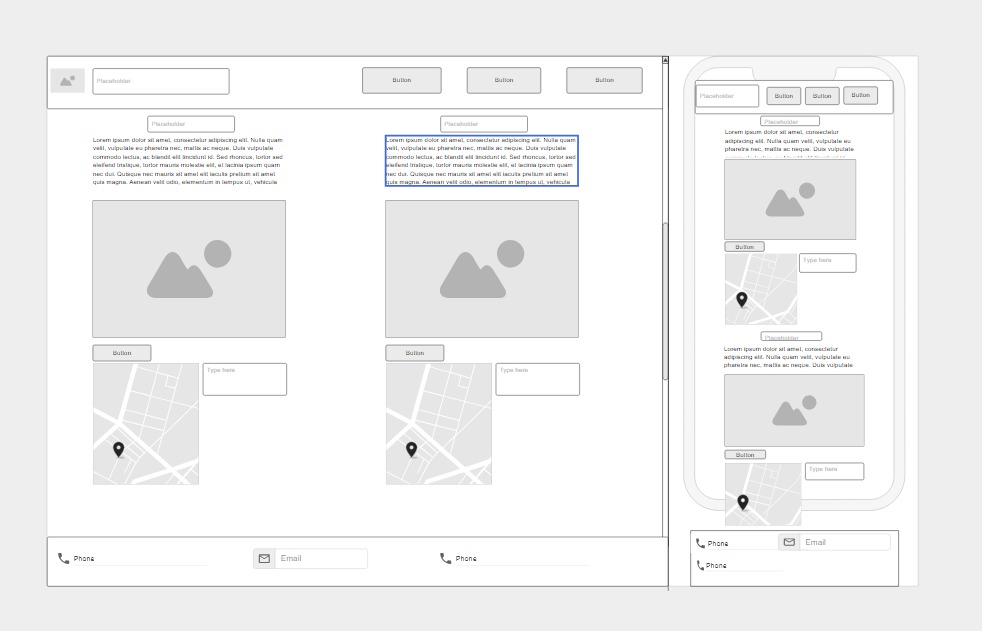 Placeholder
Button
Button
Button
Placeholder
Lorem ipsum dolor sit amet, consectetur adipiscing elit. Nulla quam
velit, vulputate eu pharetra nec, mattis ac neque. Duis vulputate
commodo lectus, ac blandit elit tincidunt id. Sed rhoncus, tortor sed
eleifend tristique, tortor mauris molestie elit, et lacinia ipsum quam
nec dui. Quisque nec mauris sit amet elit iaculis pretium sit amet
quis magna. Aenean velit odio, elementum in tempus ut, vehicula
Button
Type here
Placeholder
Lorem ipsum dolor sit amet, consectetur adipiscing elit. Nulla quam
velit, vulputate eu pharetra nec, mattis ac neque. Duis vulputate
commodo lectus, ac blandit elit tincidunt id. Sed rhoncus, tortor sed
eleifend tristique, tortor mauris molestie elit, et lacinia ipsum quam
nec dui. Quisque nec mauris sit amet elit iaculis pretium sit amet
quis magna. Aenean velit odio, elementum in tempus ut, vehicula
Button
Type here
Phone
Email
Phone
Placeholder
Button
Button
Button
Placeholder
Lorem ipsum dolor sit amet, consectetur
adipiscing elit. Nulla quam velit, vulputate eu
pharetra nec, mattis ac neque. Duis vulputate
Button
Type here
Placeholder
Lorem ipsum dolor sit amet, consectetur
adipiscing elit. Nulla quam velit, vulputate eu
pharetra nec, mattis ac neque. Duis vulputate
Button
Type here
Phone
Email
Phone